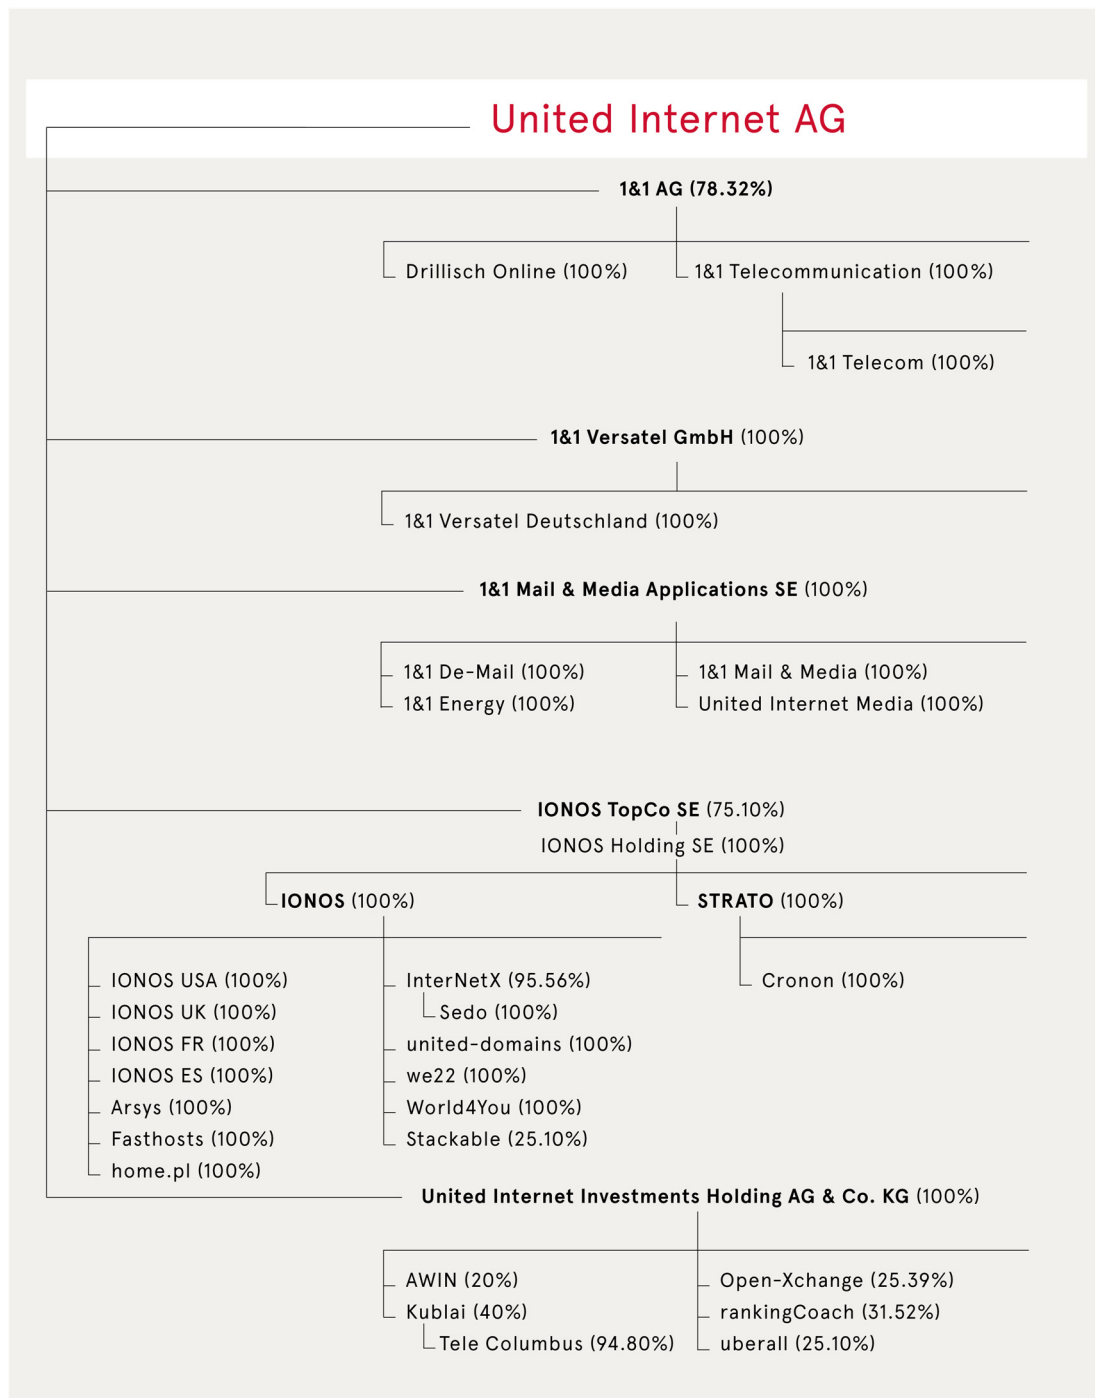 United Internet AG
1&1 AG (78.32%)
Drillisch Online (100%)
1&1 Telecommunication (100%)
1&1 Telecom (100%)
1&1 Versatel GmbH (100%)
1&1 Versatel Deutschland (100%)
1&1 Mail & Media Applications SE (100%)
1&1 De-Mail (100%)
1&1 Energy (100%)
1&1 Mail & Media (100%)
United Internet Media (100%)
IONOS TopCo SE (75.10%)
IONOS Holding SE (100%)
IONOS (100%)
STRATO (100%)
IONOS USA (100%)
IONOS UK (100%)
IONOS FR (100%)
IONOS ES (100%)
Arsys (100%)
Fasthosts (100%)
home.pl (100%)
InterNetX (95.56%)
Sedo (100%)
united-domains (100%)
we22 (100%)
World4You (100%)
Stackable (25.10%)
Cronon (100%)
United Internet Investments Holding AG & Co. KG (100%)
AWIN (20%)
Kublai (40%)
Tele Columbus (94.80%)
Open-Xchange (25.39%)
rankingCoach (31.52%)
uberall (25.10%)